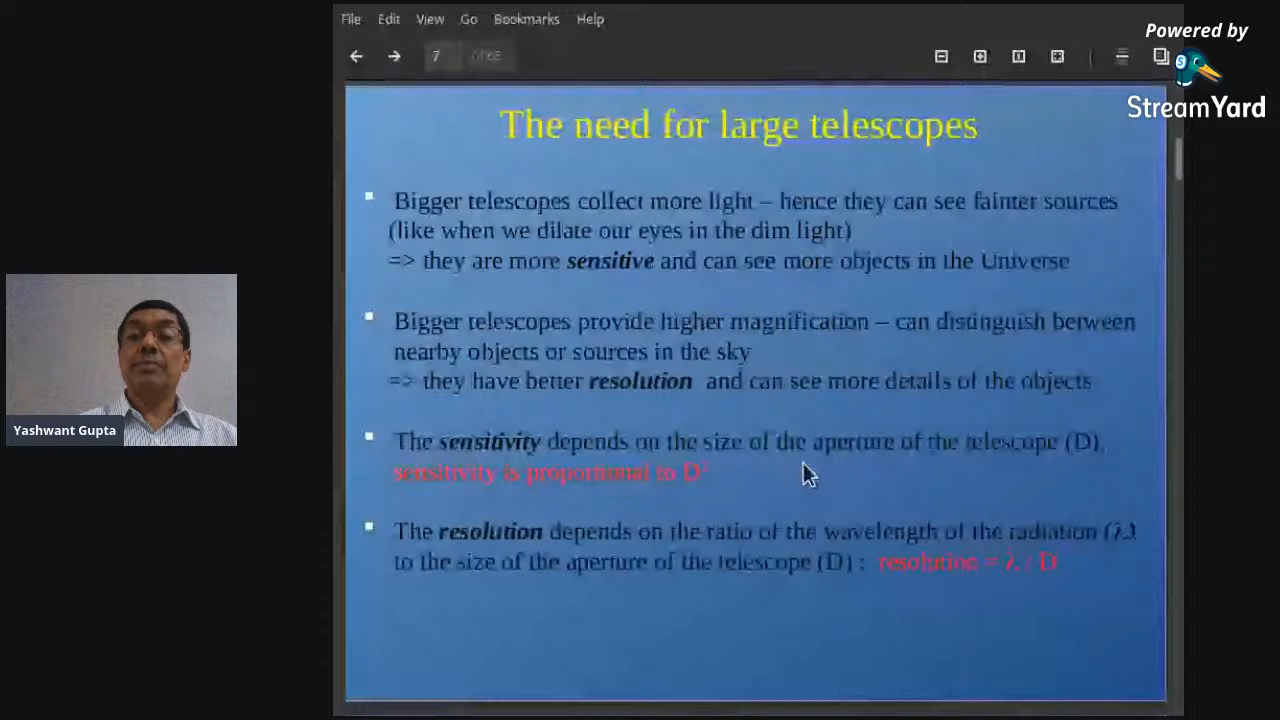 File Edit View Go Bookmarks Help
7
Powered by
StreamYard
The need for large telescopes
Bigger telescopes collect more light – hence they can see fainter sources
(like when we dilate our eyes in the dim light)
=> they are more sensitive and can see more objects in the Universe
Bigger telescopes provide higher magnification – can distinguish between
nearby objects or sources in the sky
=> they have better resolution and can see more details of the objects
The sensitivity depends on the size of the aperture of the telescope (D),
sensitivity is proportional to D²
The resolution depends on the ratio of the wavelength of the radiation (λ)
to the size of the aperture of the telescope (D) : resolution = λ / D
Yashwant Gupta